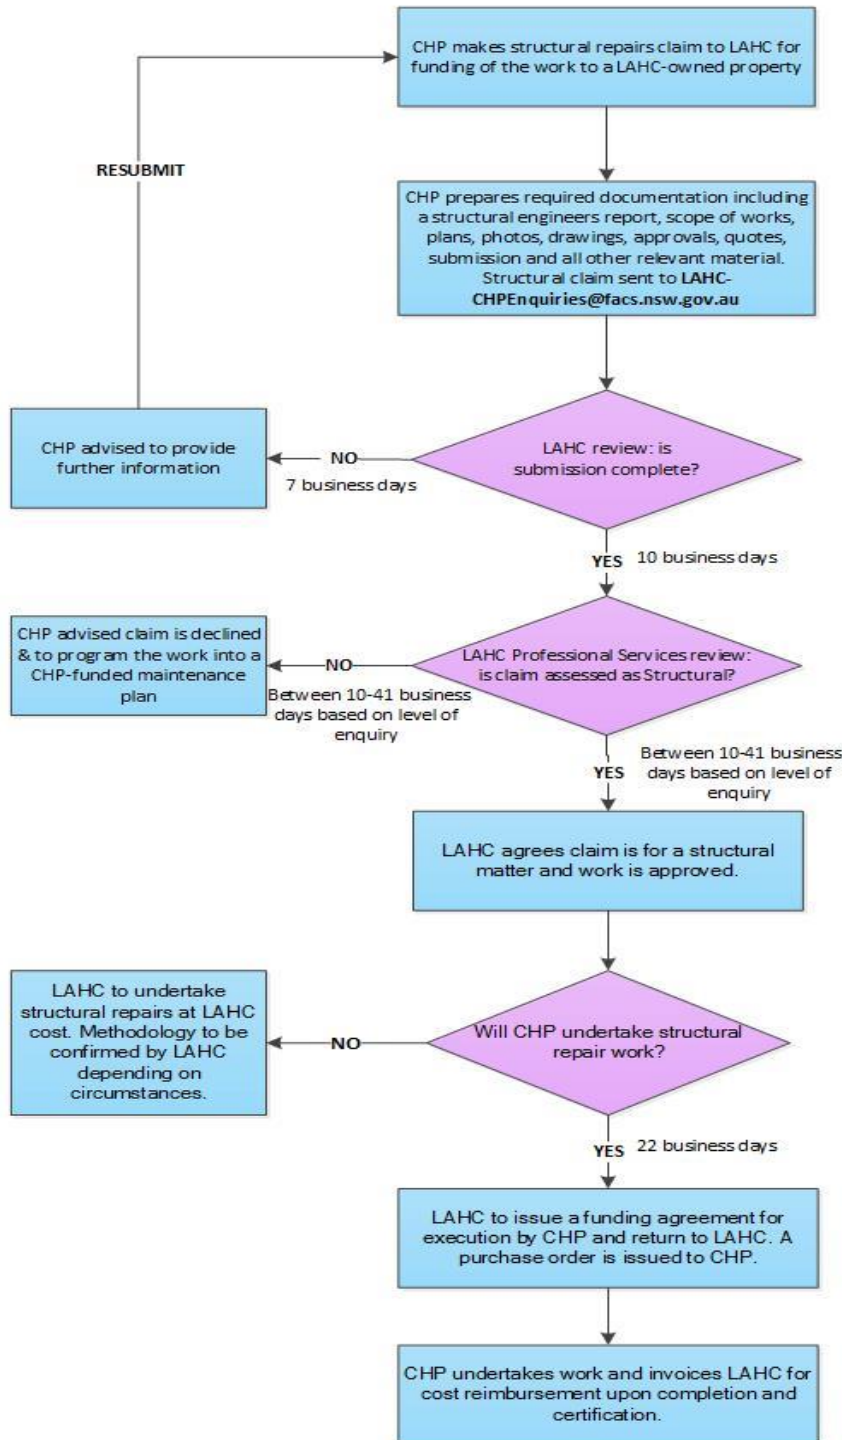 CHP makes structural repairs claim to LAHC for
funding of the work to a LAHC-owned property
RESUBMIT
CHP prepares required documentation including
a structural engineers report, scope of works,
plans, photos, drawings, approvals, quotes,
submission and all other relevant material.
Structural claim sent to LAHC-
CHPEnquiries@facs.nsw.gov.au
LAHC review: is
submission complete?
NO
7 business days
CHP advised to provide
further information
YES
10 business days
LAHC Professional Services review:
is claim assessed as Structural?
NO
Between 10-41 business
days based on level of
enquiry
CHP advised claim is declined
& to program the work into a
CHP-funded maintenance
plan
YES
Between 10-41 business
days based on level of
enquiry
LAHC agrees claim is for a structural
matter and work is approved.
Will CHP undertake structural
repair work?
NO
LAHC to undertake
structural repairs at LAHC
cost. Methodology to be
confirmed by LAHC
depending on
circumstances.
YES
22 business days
LAHC to issue a funding agreement for
execution by CHP and return to LAHC. A
purchase order is issued to CHP.
CHP undertakes work and invoices LAHC for
cost reimbursement upon completion and
certification.